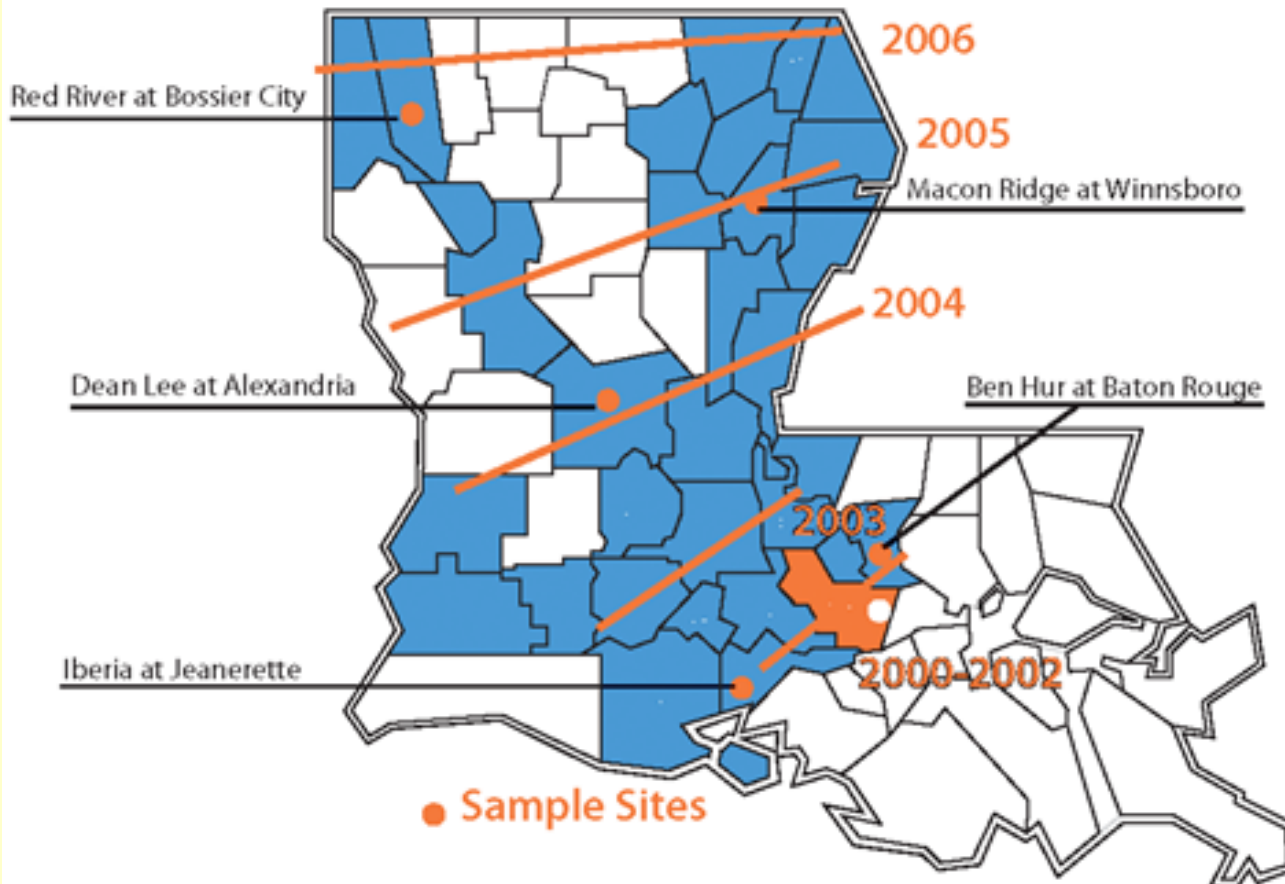 2006
Red River at Bossier City
2005
Macon Ridge at Winnsboro
2004
Dean Lee at Alexandria
Ben Hur at Baton Rouge
2003
Iberia at Jeanerette
2000-2002
Sample Sites